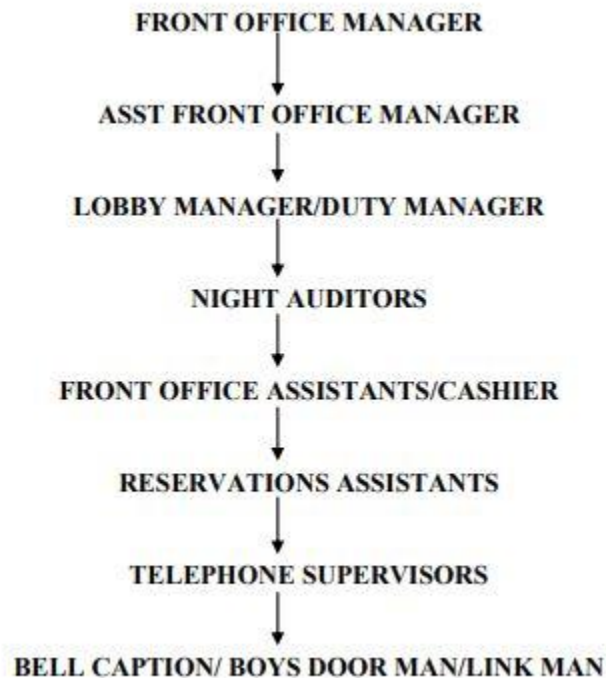 FRONT OFFICE MANAGER
ASST FRONT OFFICE MANAGER
LOBBY MANAGER/DUTY MANAGER
NIGHT AUDITORS
FRONT OFFICE ASSISTANTS/CASHIER
RESERVATIONS ASSISTANTS
TELEPHONE SUPERVISORS
BELL CAPTION/ BOYS DOOR MAN/LINK MAN